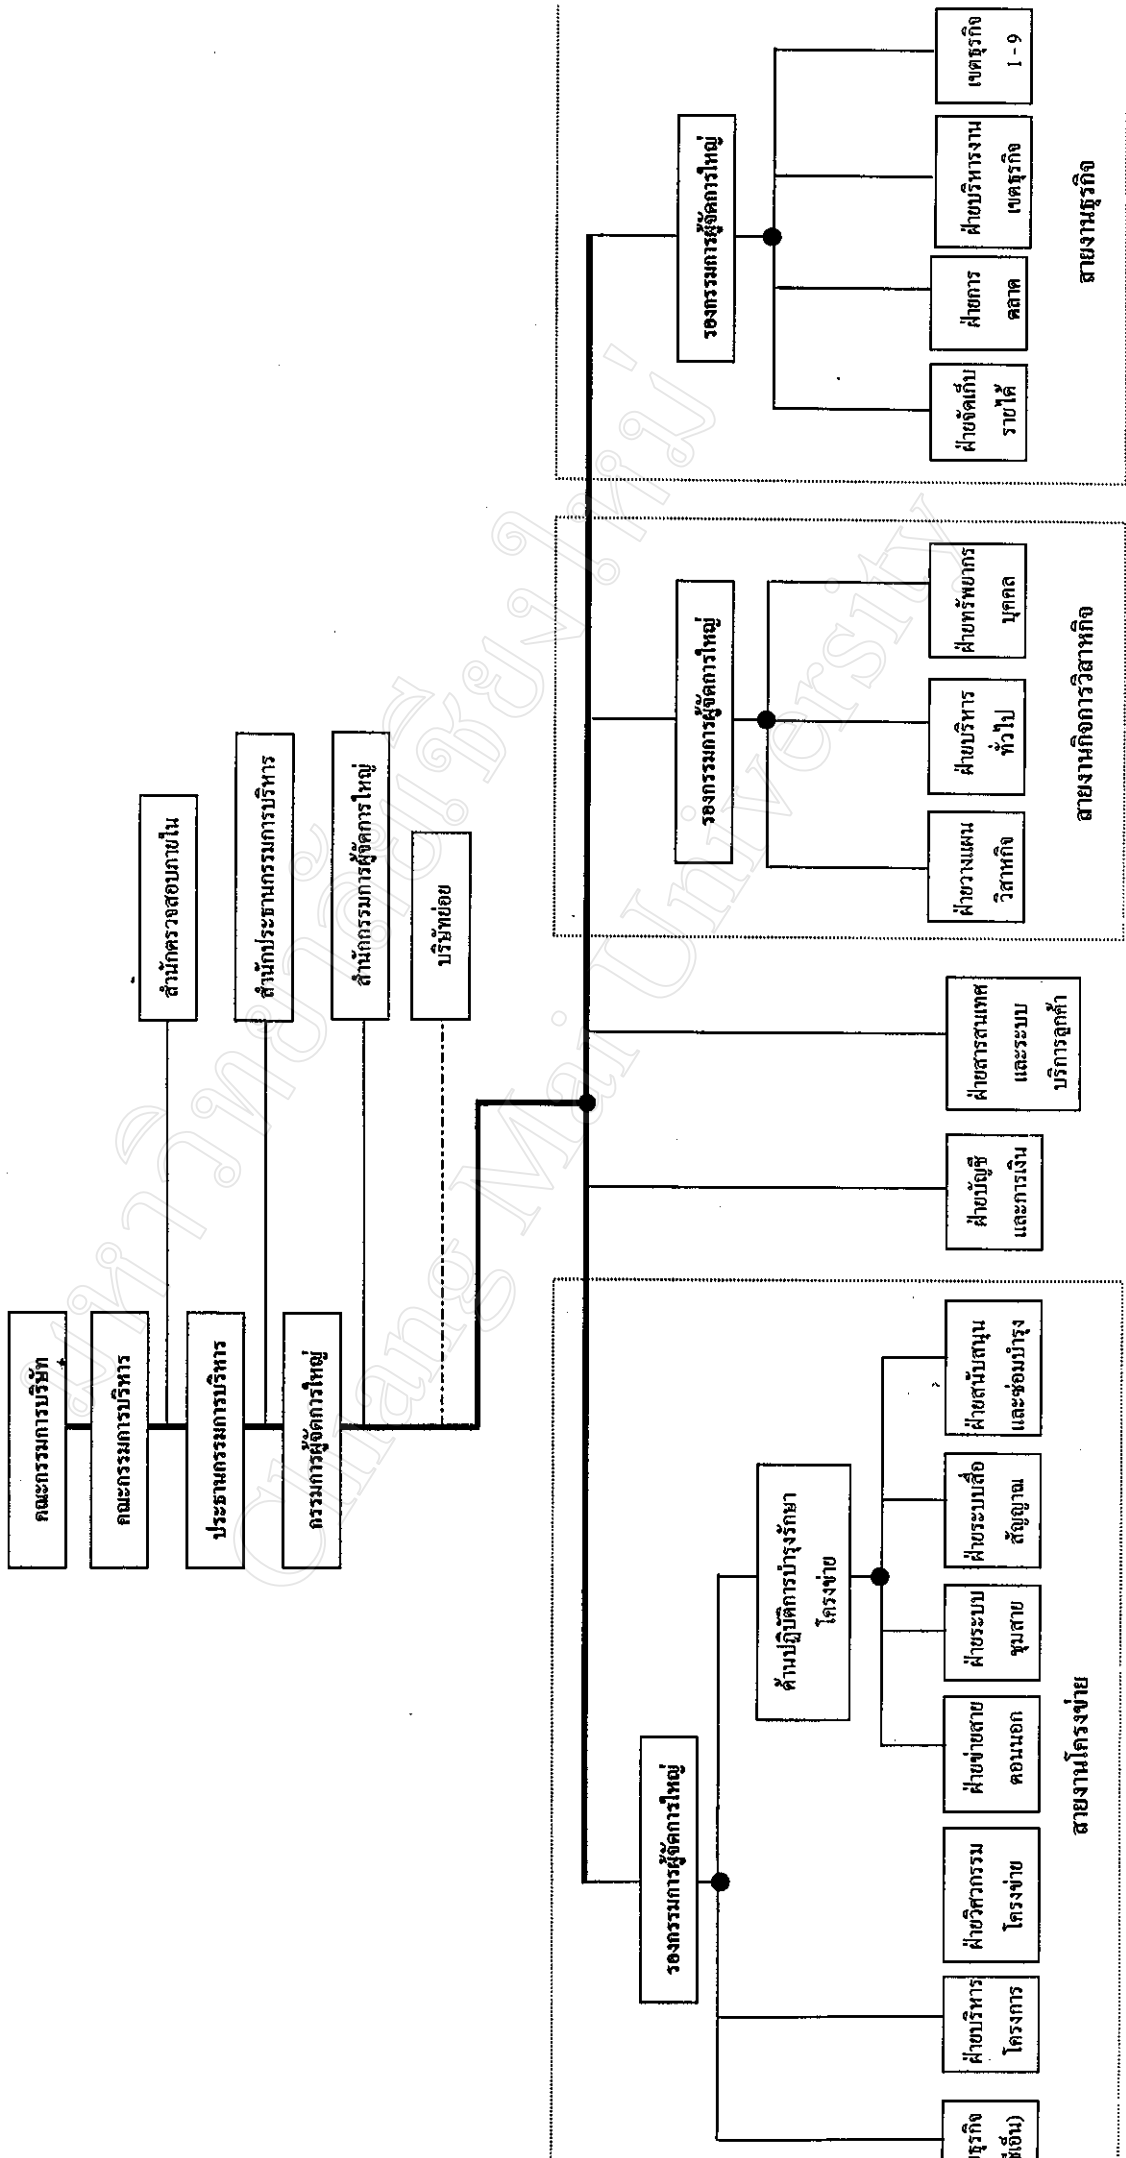 คณะกรรมการบริษัท
คณะกรรมการบริหาร
ประธานกรรมการบริหาร
กรรมการผู้จัดการใหญ่
สำนักตรวจสอบภายใน
สำนักประธานกรรมการบริหาร
สำนักกรรมการผู้จัดการใหญ่
บริษัทย่อย
รองกรรมการผู้จัดการใหญ่
ด้านปฏิบัติการบำรุงรักษา
โครงข่าย
ธุรกิจ
ฝ่ายบริหาร
โครงการ
ฝ่ายวิศวกรรม
โครงข่าย
ฝ่ายข่ายสาย
ตอนนอก
ฝ่ายระบบ
ชุมสาย
ฝ่ายระบบสื่อ
สัญญาณ
ฝ่ายสนับสนุน
และซ่อมบำรุง
สายงานโครงข่าย
ฝ่ายบัญชี
และการเงิน
ฝ่ายสารสนเทศ
และระบบ
บริการลูกค้า
รองกรรมการผู้จัดการใหญ่
ฝ่ายวางแผน
วิสาหกิจ
ฝ่ายบริหาร
ทั่วไป
ฝ่ายทรัพยากร
บุคคล
สายงานกิจการวิสาหกิจ
รองกรรมการผู้จัดการใหญ่
ฝ่ายจัดเก็บ
รายได้
ฝ่ายการ
ตลาด
ฝ่ายบริหารงาน
เขตธุรกิจ
เขตธุรกิจ
1 - 9
สายงานธุรกิจ
มหาวิทยาลัยเชียงใหม่
Chiang Mai University